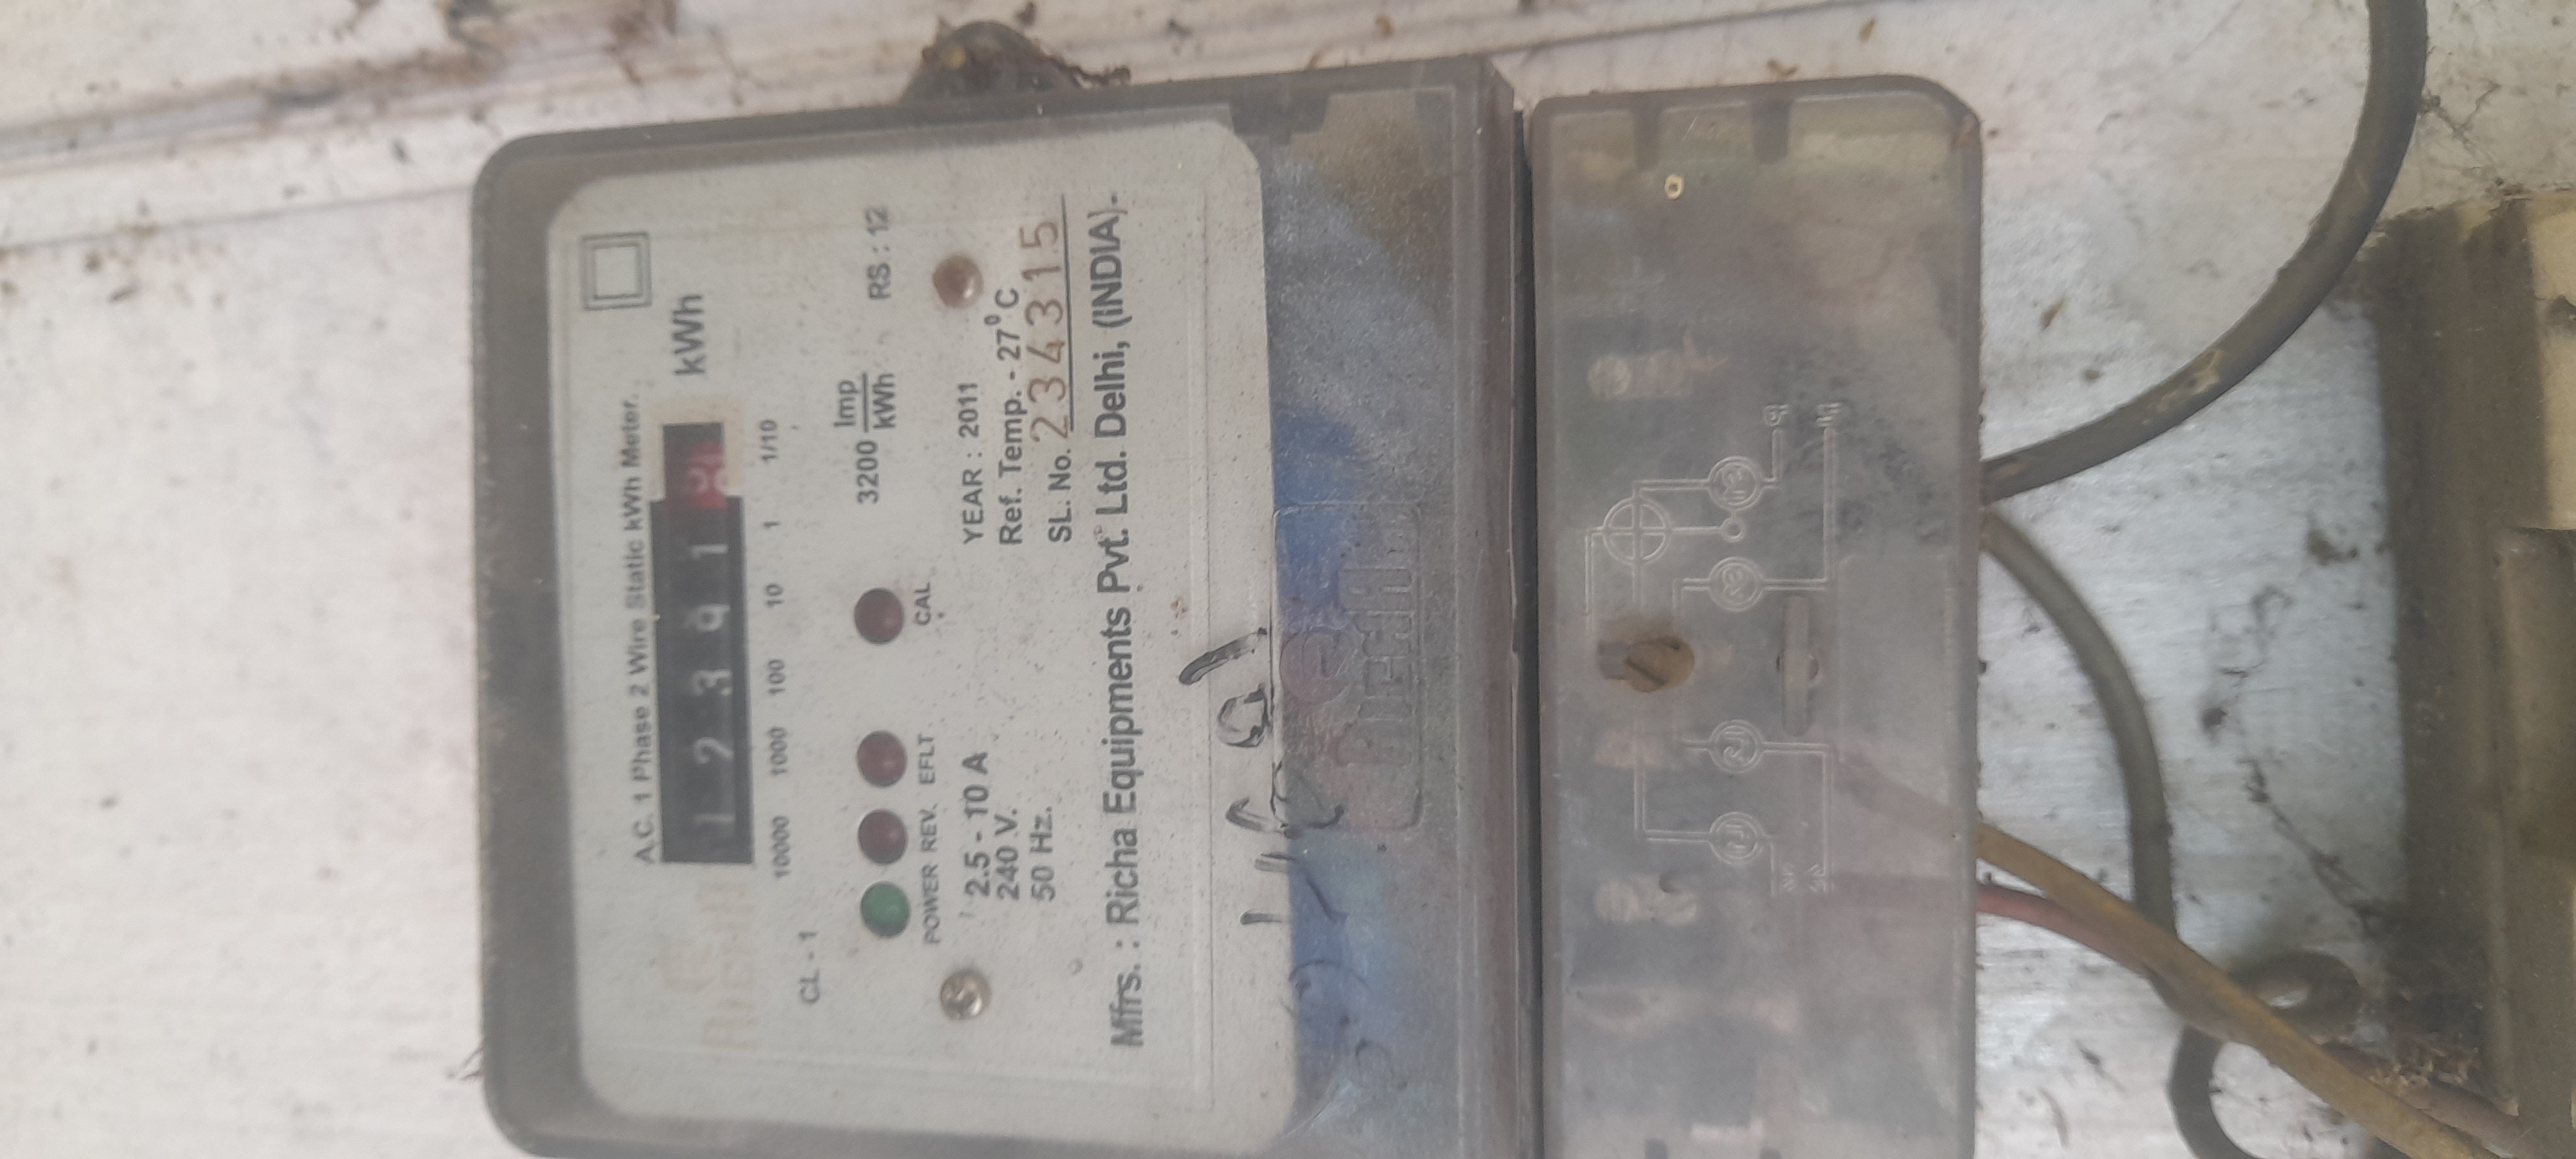 A.C. 1 Phase 2 Wire Static kWh Meter.
1 2 3 9 1 kWh
10000 1000 100 10 1 1/10
CL - 1
3200 Imp/kWh RS : 12
POWER REV. EFLT CAL
2.5 - 10 A
240 V.
50 Hz.
YEAR : 2011
Ref. Temp. - 27°C
SL. No. 2344315
Mfrs. : Richa Equipments Pvt. Ltd. Delhi, (INDIA).